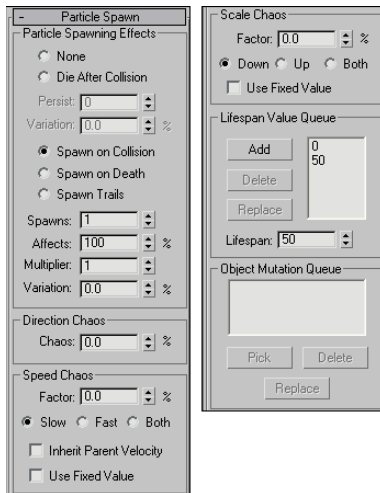 - Particle Spawn
Particle Spawning Effects
None
Die After Collision
Persist: 0
Variation: 0.0 %
Spawn on Collision
Spawn on Death
Spawn Trails
Spawns: 1
Affects: 100 %
Multiplier: 1
Variation: 0.0 %
Direction Chaos
Chaos: 0.0 %
Speed Chaos
Factor: 0.0 %
Slow Fast Both
Inherit Parent Velocity
Use Fixed Value
Scale Chaos
Factor: 0.0 %
Down Up Both
Use Fixed Value
Lifespan Value Queue
Add
0
50
Delete
Replace
Lifespan: 50
Object Mutation Queue
Pick Delete
Replace